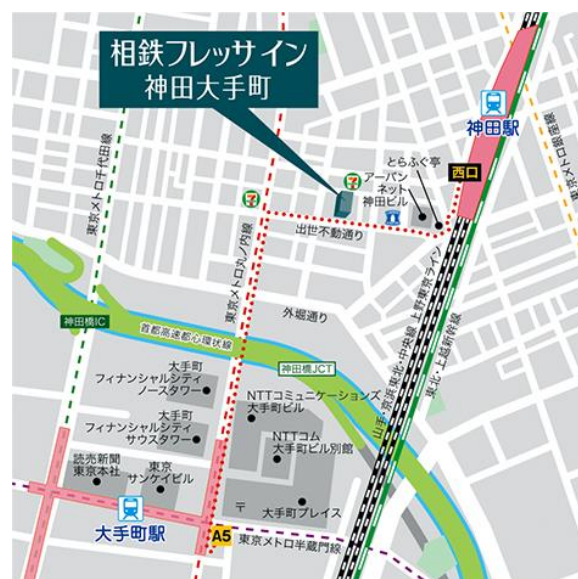 相鉄フレッサイン
神田大手町
神田駅
西口
とらふぐ亭
アーバン
ネット
神田ビル
出世不動通り
東京メトロ銀座線
東京メトロ千代田線
東京メトロ丸ノ内線
外堀通り
山手・京浜東北・中央線 上野東京ライン
東北・上越新幹線
神田橋IC
首都高速都心環状線
神田橋JCT
大手町
フィナンシャルシティ
ノースタワー
NTTコミュニケーションズ
大手町ビル
大手町
フィナンシャルシティ
サウスタワー
NTTコム
大手町ビル別館
読売新聞
東京本社
東京
サンケイビル
大手町プレイス
大手町駅
A5
東京メトロ半蔵門線